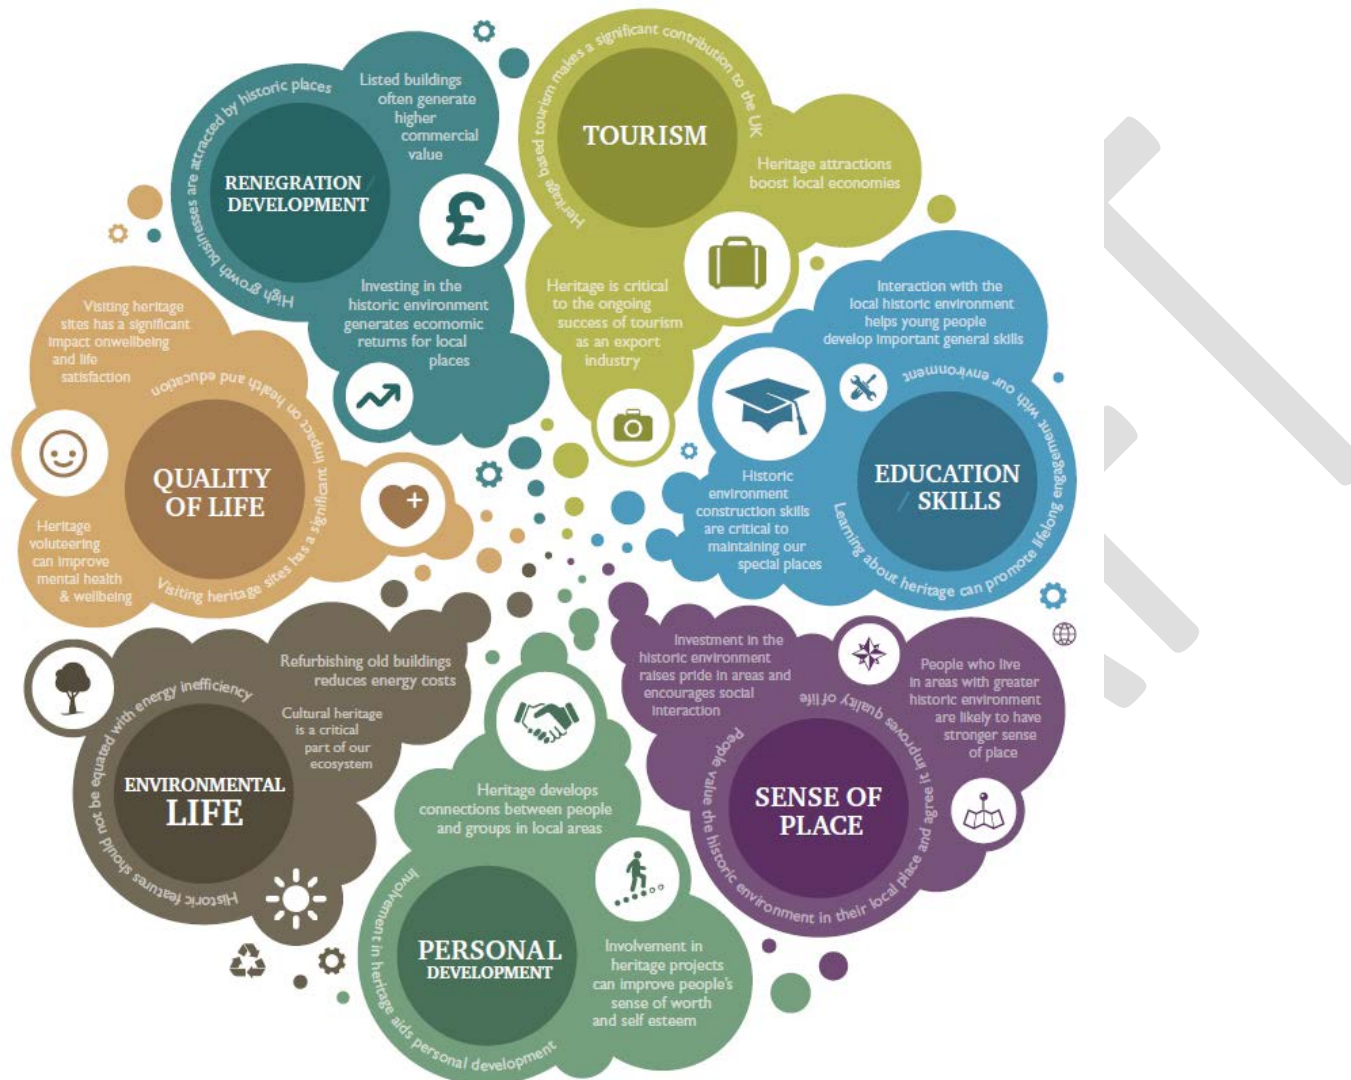 High growth businesses are attracted by historic places
Listed buildings
often generate
higher
commercial
value
RENEGRATION /
DEVELOPMENT
£
Investing in the
historic environment
generates ecomomic
returns for local
places
Heritage based tourism makes a significant contribution to the UK
TOURISM
Heritage attractions
boost local economies
Heritage is critical
to the ongoing
success of tourism
as an export
industry
Interaction with the
local historic environment
helps young people
develop important general skills
Learning about heritage can promote lifelong engagement with our environment
EDUCATION
/ SKILLS
Historic
environment
construction skills
are critical to
maintaining our
special places
Visiting heritage
sites has a significant
impact onwellbeing
and life
satisfaction
Visiting heritage sites has a significant impact on health and education
QUALITY
OF LIFE
Heritage
voluteering
can improve
mental health
& wellbeing
Refurbishing old buildings
reduces energy costs
Cultural heritage
is a critical
part of our
ecosystem
Historic features should not be equated with energy inefficiency
ENVIRONMENTAL
LIFE
Heritage develops
connections between people
and groups in local areas
Involvement in heritage aids personal development
PERSONAL
DEVELOPMENT
Involvement in
heritage projects
can improve people's
sense of worth
and self esteem
Investment in the
historic environment
raises pride in areas and
encourages social
interaction
People value the historic environment in their local place and agree it improves quality of life
SENSE OF
PLACE
People who live
in areas with greater
historic environment
are likely to have
stronger sense
of place